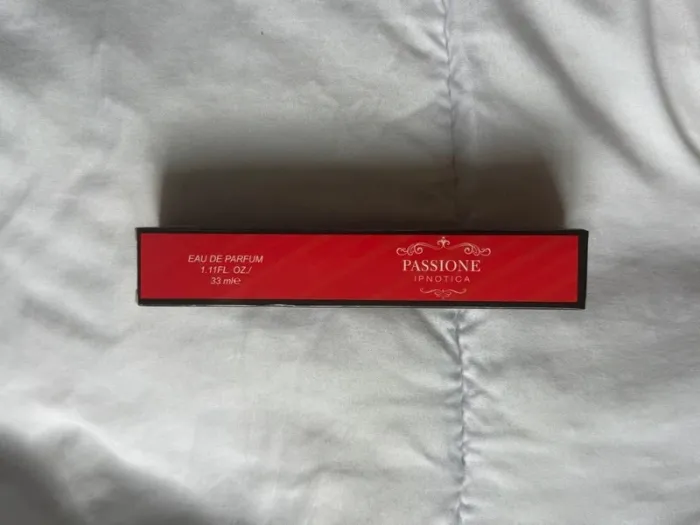 EAU DE PARFUM
1.11FL. OZ./
33 ml℮
PASSIONE
IPNOTICA